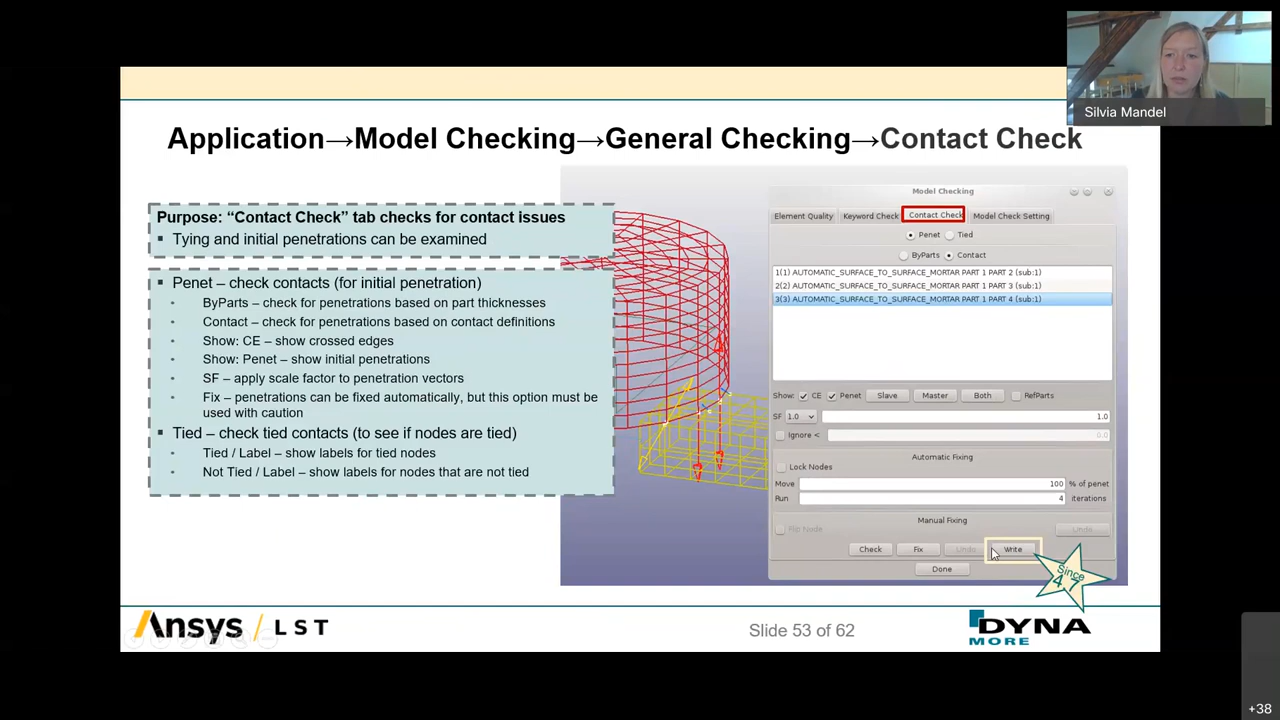 Silvia Mandel
Application→Model Checking→General Checking→Contact Check
Purpose: “Contact Check” tab checks for contact issues
▪ Tying and initial penetrations can be examined
▪ Penet – check contacts (for initial penetration)
• ByParts – check for penetrations based on part thicknesses
• Contact – check for penetrations based on contact definitions
• Show: CE – show crossed edges
• Show: Penet – show initial penetrations
• SF – apply scale factor to penetration vectors
• Fix – penetrations can be fixed automatically, but this option must be
used with caution
▪ Tied – check tied contacts (to see if nodes are tied)
• Tied / Label – show labels for tied nodes
• Not Tied / Label – show labels for nodes that are not tied
Model Checking
Element Quality Keyword Check Contact Check Model Check Setting
Penet Tied
ByParts Contact
1(1) AUTOMATIC_SURFACE_TO_SURFACE_MORTAR PART 1 PART 2 (sub:1)
2(2) AUTOMATIC_SURFACE_TO_SURFACE_MORTAR PART 1 PART 3 (sub:1)
3(3) AUTOMATIC_SURFACE_TO_SURFACE_MORTAR PART 1 PART 4 (sub:1)
Show: CE Penet Slave Master Both RefParts
SF 1.0 1.0
Ignore < 0.0
Automatic Fixing
Lock Nodes
Move 100 % of penet
Run 4 iterations
Manual Fixing
Undo
Check Fix Undo Write
Done
Since
4.7
Ansys / LST
Slide 53 of 62
DYNA
MORE
+38